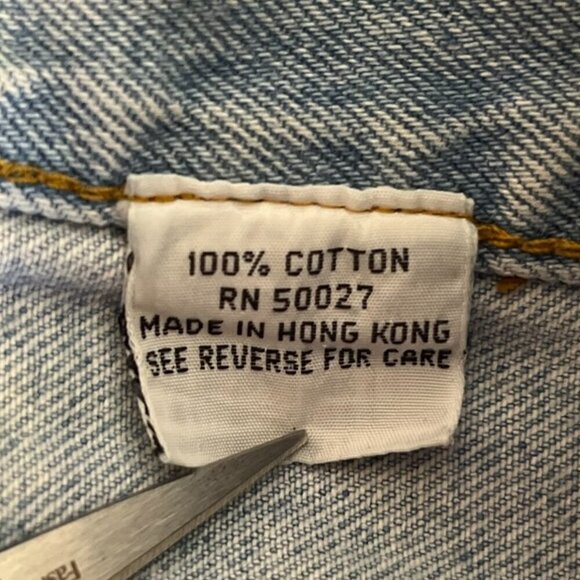 100% COTTON
RN 50027
MADE IN HONG KONG
SEE REVERSE FOR CARE